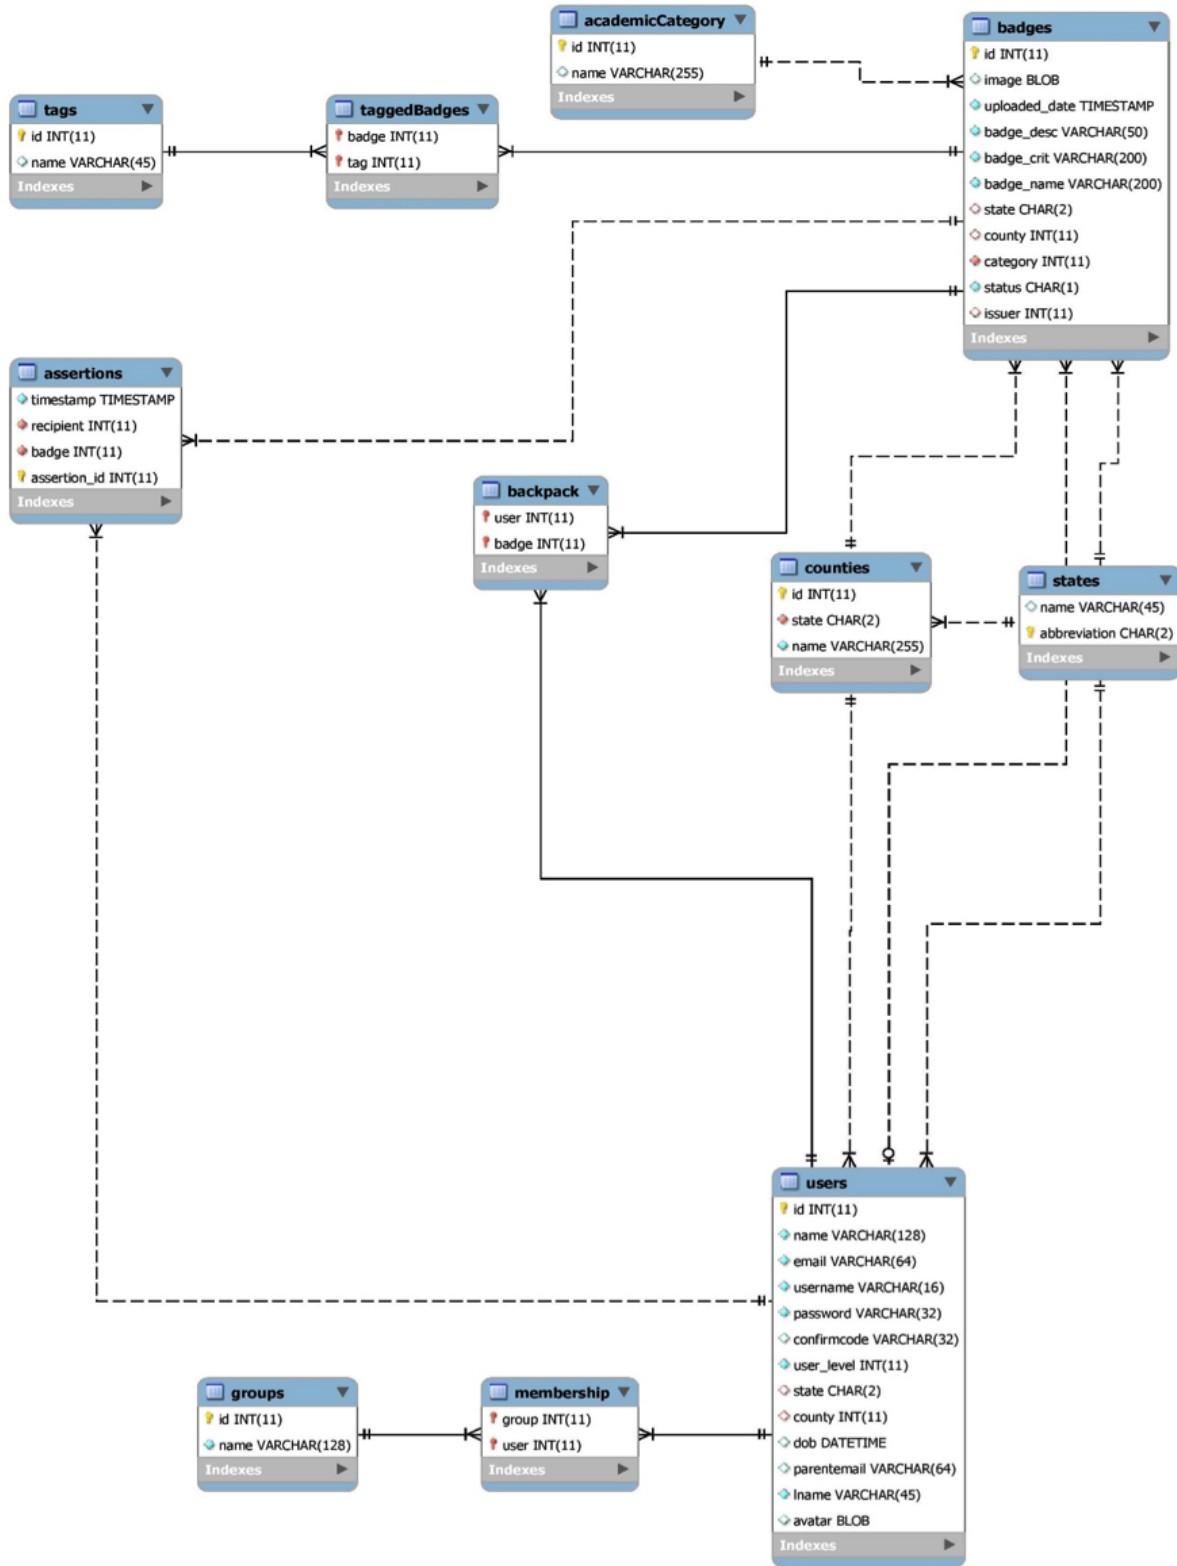 academicCategory
id INT(11)
name VARCHAR(255)
Indexes
badges
id INT(11)
image BLOB
uploaded_date TIMESTAMP
badge_desc VARCHAR(50)
badge_crit VARCHAR(200)
badge_name VARCHAR(200)
state CHAR(2)
county INT(11)
category INT(11)
status CHAR(1)
issuer INT(11)
Indexes
tags
id INT(11)
name VARCHAR(45)
Indexes
taggedBadges
badge INT(11)
tag INT(11)
Indexes
assertions
timestamp TIMESTAMP
recipient INT(11)
badge INT(11)
assertion_id INT(11)
Indexes
backpack
user INT(11)
badge INT(11)
Indexes
counties
id INT(11)
state CHAR(2)
name VARCHAR(255)
Indexes
states
name VARCHAR(45)
abbreviation CHAR(2)
Indexes
users
id INT(11)
name VARCHAR(128)
email VARCHAR(64)
username VARCHAR(16)
password VARCHAR(32)
confirmcode VARCHAR(32)
user_level INT(11)
state CHAR(2)
county INT(11)
dob DATETIME
parentemail VARCHAR(64)
lname VARCHAR(45)
avatar BLOB
Indexes
groups
id INT(11)
name VARCHAR(128)
Indexes
membership
group INT(11)
user INT(11)
Indexes